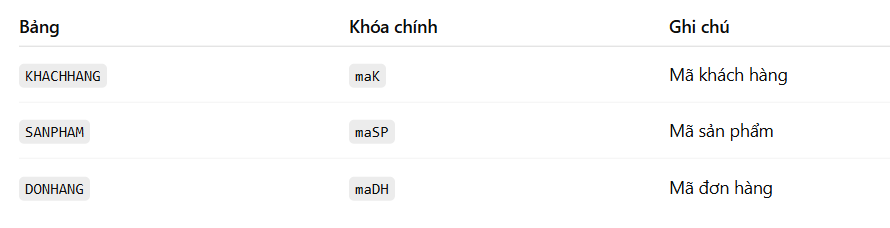 Bảng Khóa chính Ghi chú
KHACHHANG maK Mã khách hàng
SANPHAM maSP Mã sản phẩm
DONHANG maDH Mã đơn hàng